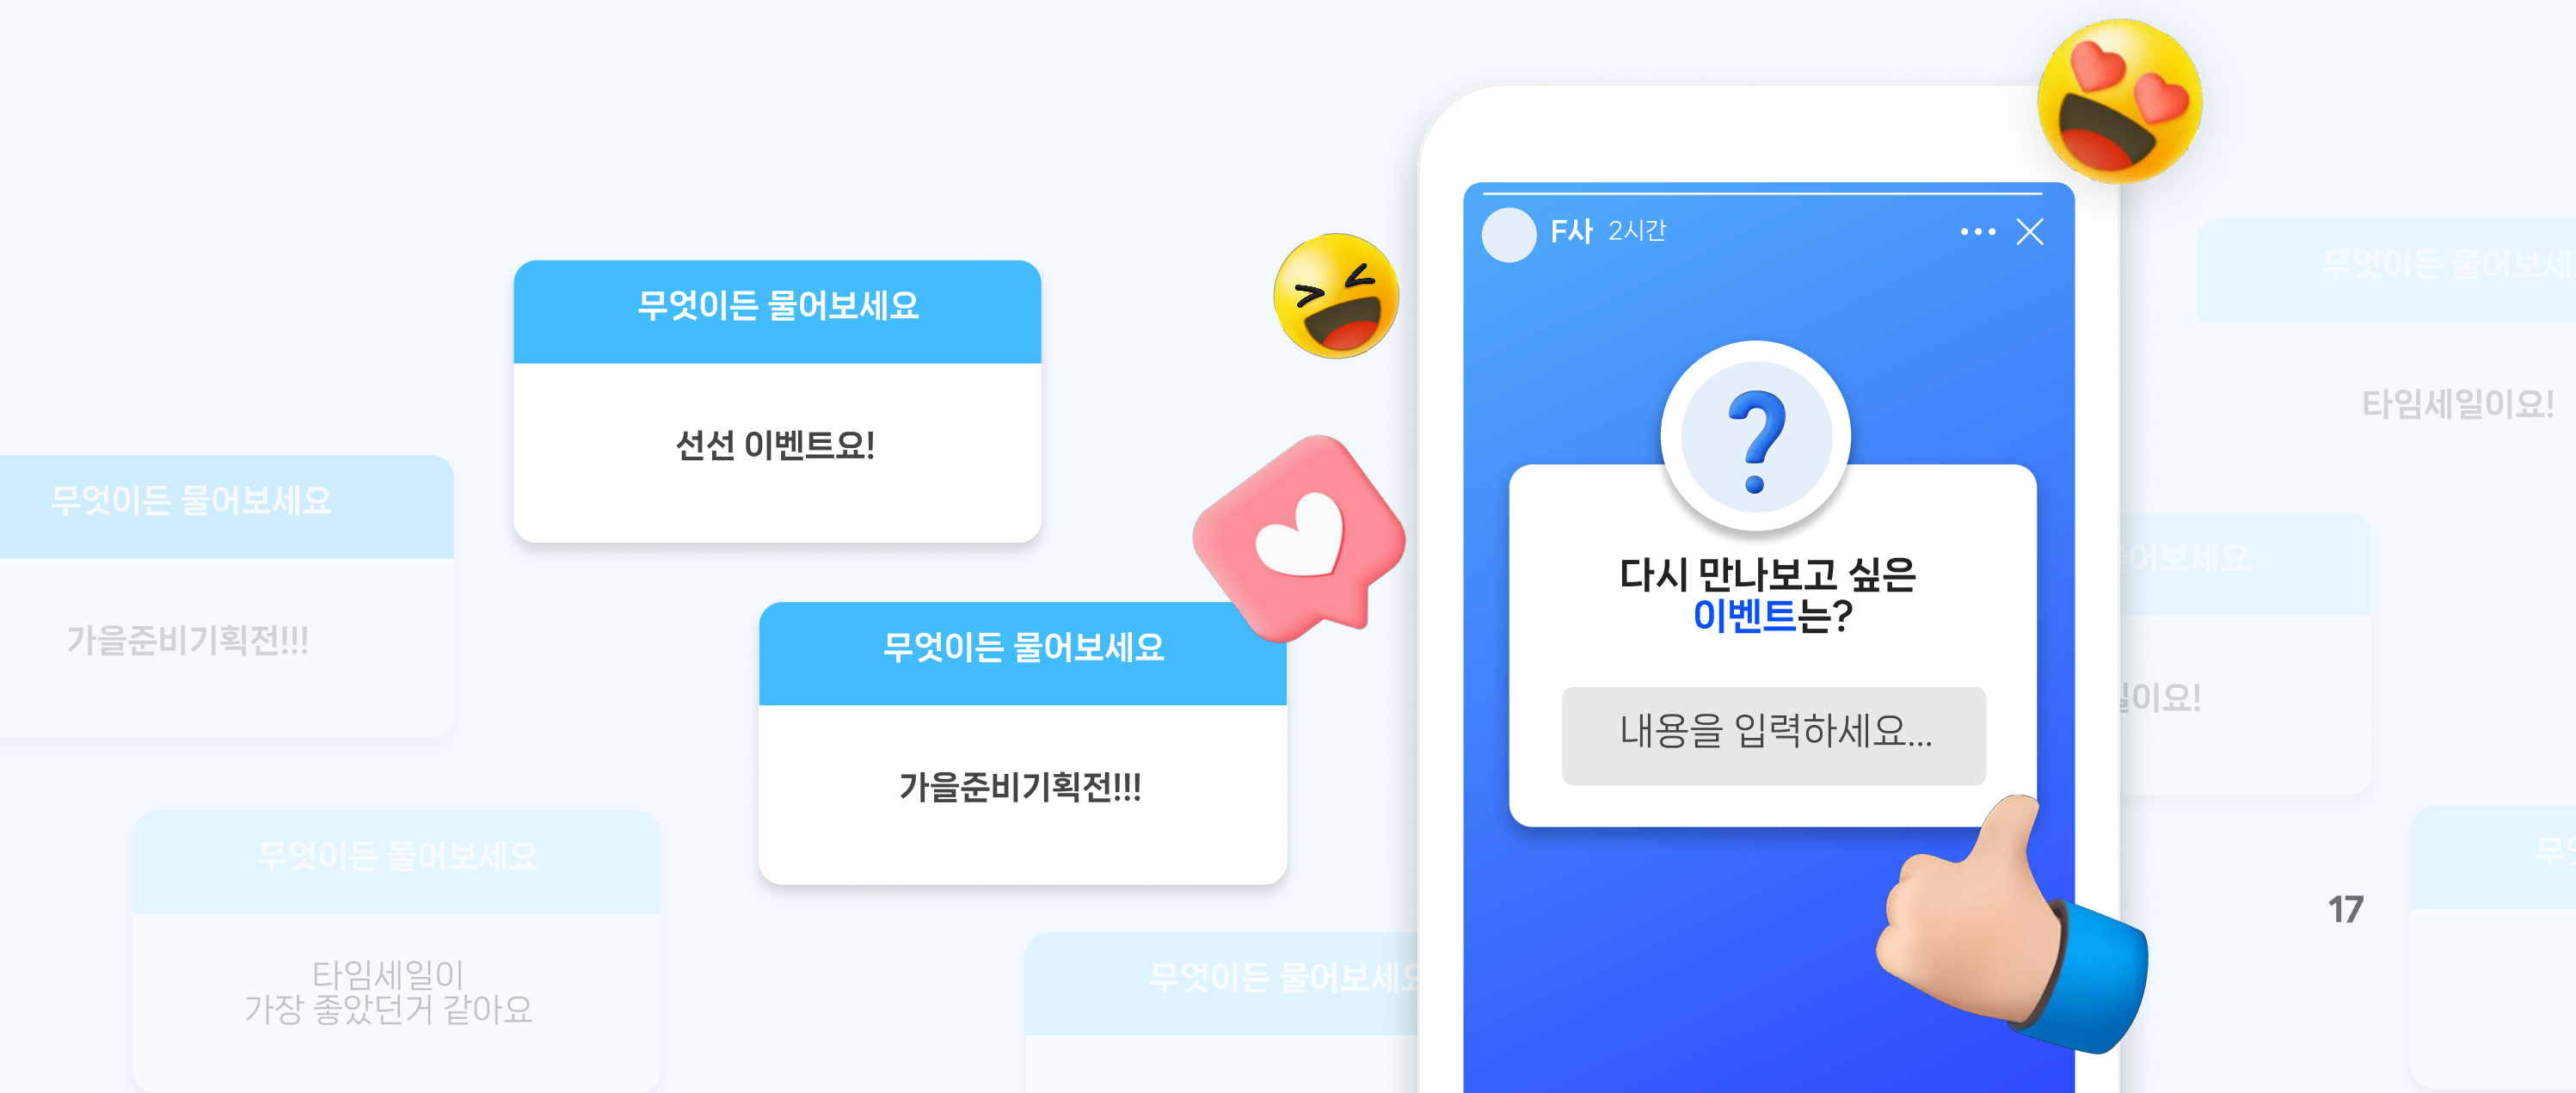 무엇이든 물어보세요
선선 이벤트요!
무엇이든 물어보세요
가을준비기획전!!!
무엇이든 물어보세요
가을준비기획전!!!
무엇이든 물어보세요
타임세일이
가장 좋았던거 같아요
무엇이든 물어보세요
F사 2시간
?
다시 만나보고 싶은
이벤트는?
내용을 입력하세요...
무엇이든 물어보세
타임세일이요!
어보세요
이요!
17